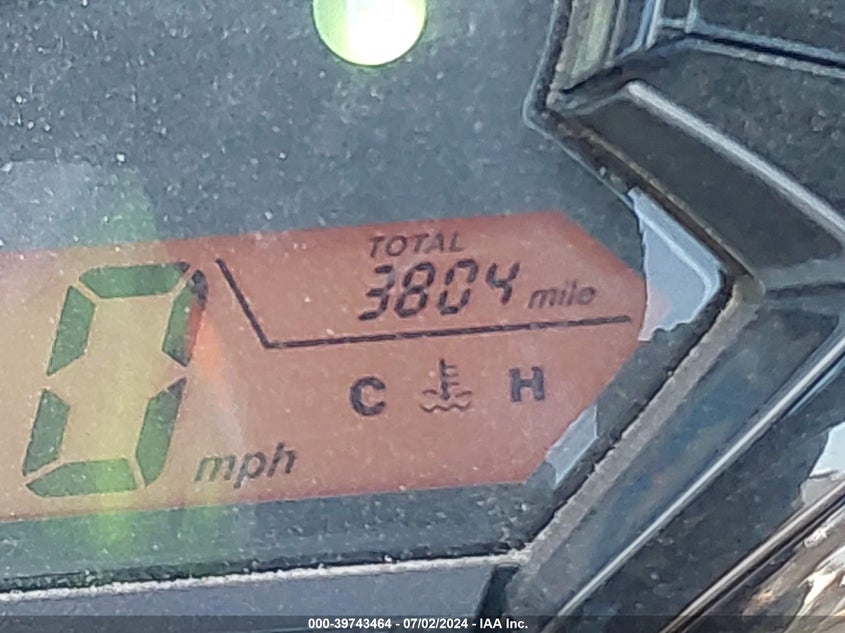 TOTAL
3804 mile
0 mph
C H
000-39743464 - 07/02/2024 - IAA Inc.